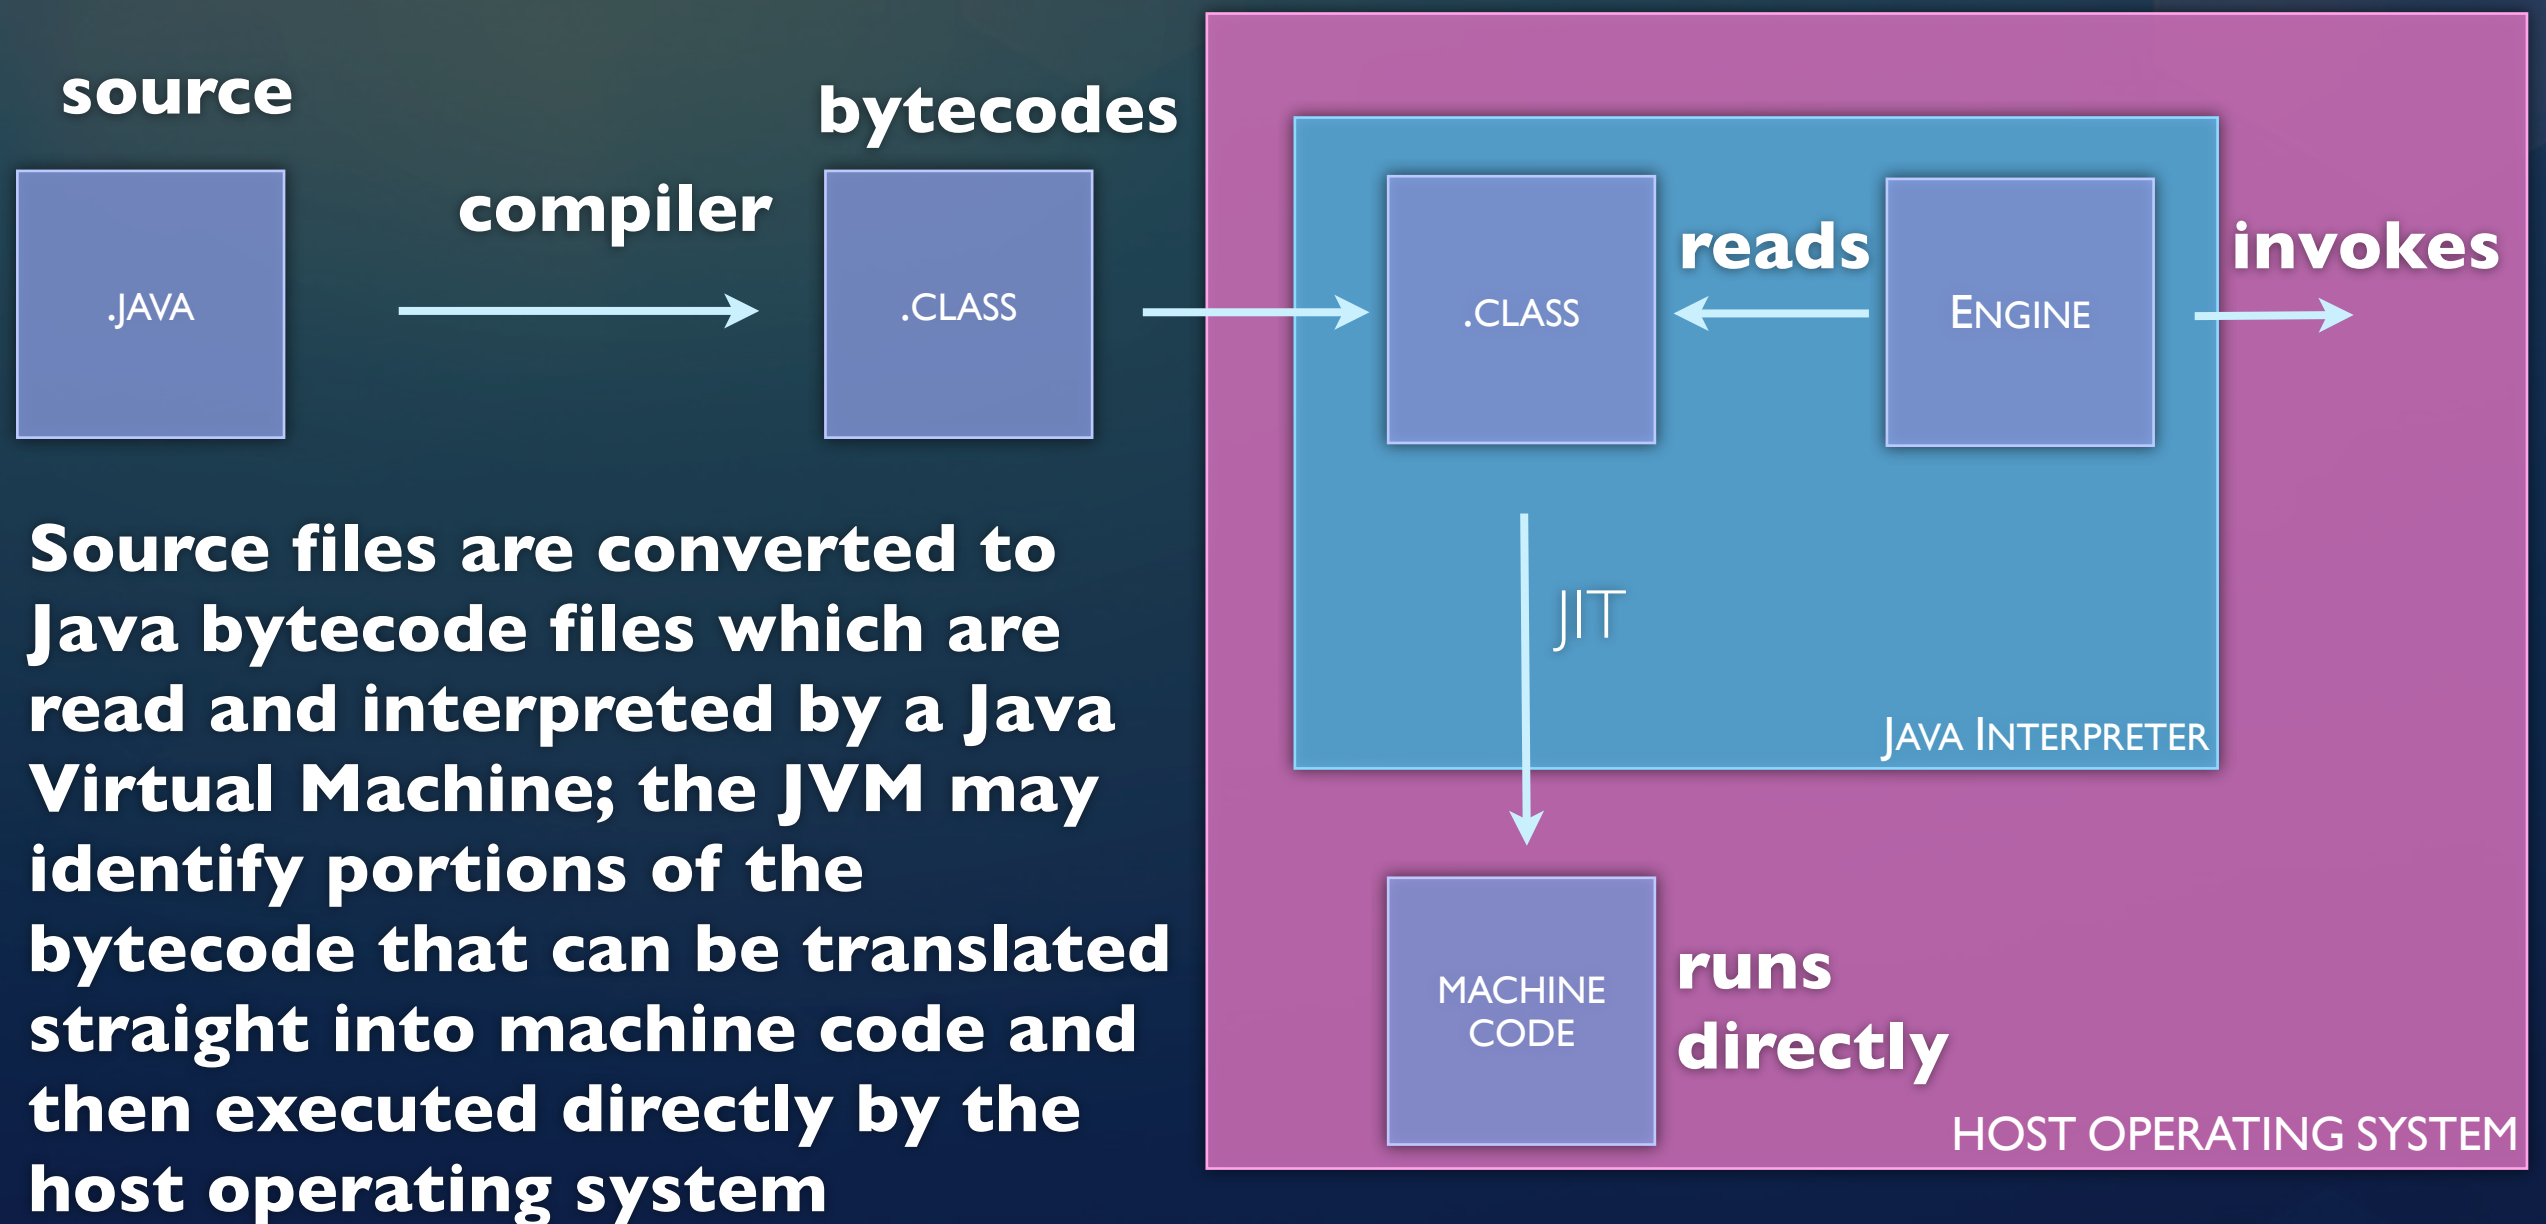 source
bytecodes
compiler
.JAVA
.CLASS
.CLASS
reads
ENGINE
invokes
JIT
JAVA INTERPRETER
MACHINE
CODE
runs
directly
HOST OPERATING SYSTEM
Source files are converted to
Java bytecode files which are
read and interpreted by a Java
Virtual Machine; the JVM may
identify portions of the
bytecode that can be translated
straight into machine code and
then executed directly by the
host operating system